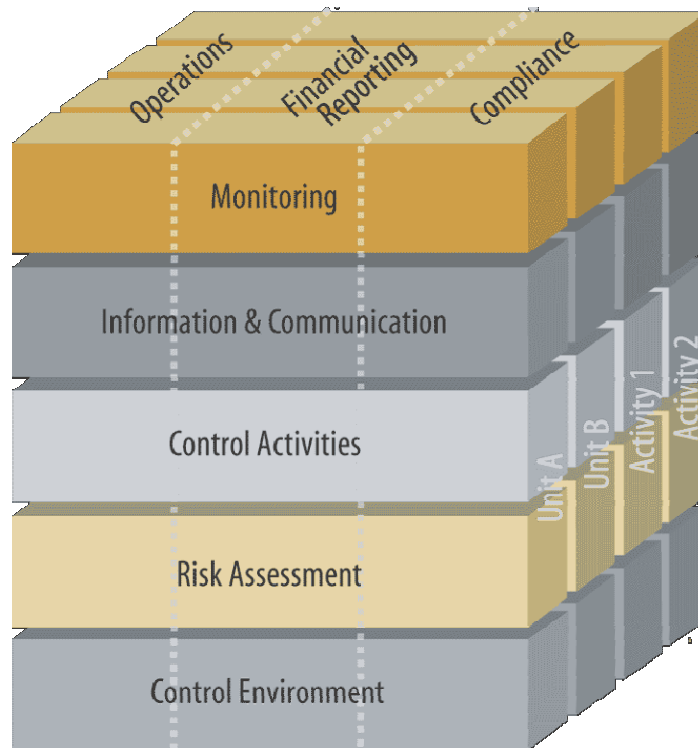 Operations
Financial
Reporting
Compliance
Monitoring
Information & Communication
Control Activities
Risk Assessment
Control Environment
Unit A
Unit B
Activity 1
Activity 2